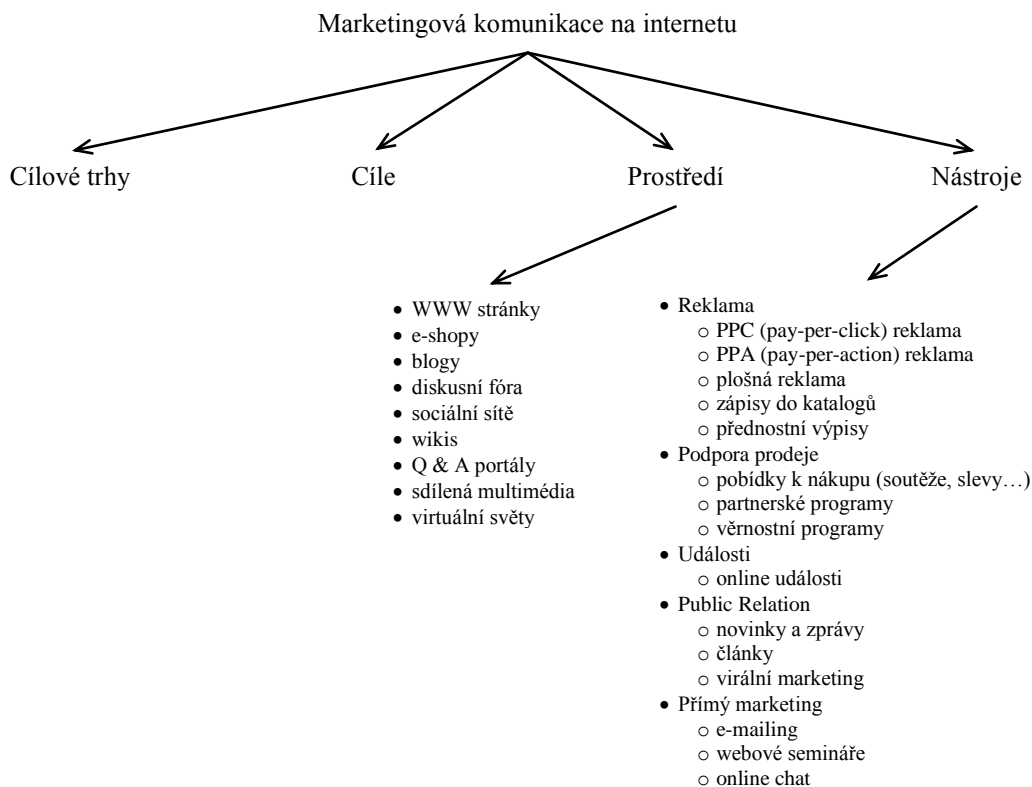 Marketingová komunikace na internetu
Cílové trhy
Cíle
Prostředí
Nástroje
• WWW stránky
• e-shopy
• blogy
• diskusní fóra
• sociální sítě
• wikis
• Q & A portály
• sdílená multimédia
• virtuální světy
• Reklama
o PPC (pay-per-click) reklama
o PPA (pay-per-action) reklama
o plošná reklama
o zápisy do katalogů
o přednostní výpisy
• Podpora prodeje
o pobídky k nákupu (soutěže, slevy…)
o partnerské programy
o věrnostní programy
• Události
o online události
• Public Relation
o novinky a zprávy
o články
o virální marketing
• Přímý marketing
o e-mailing
o webové semináře
o online chat